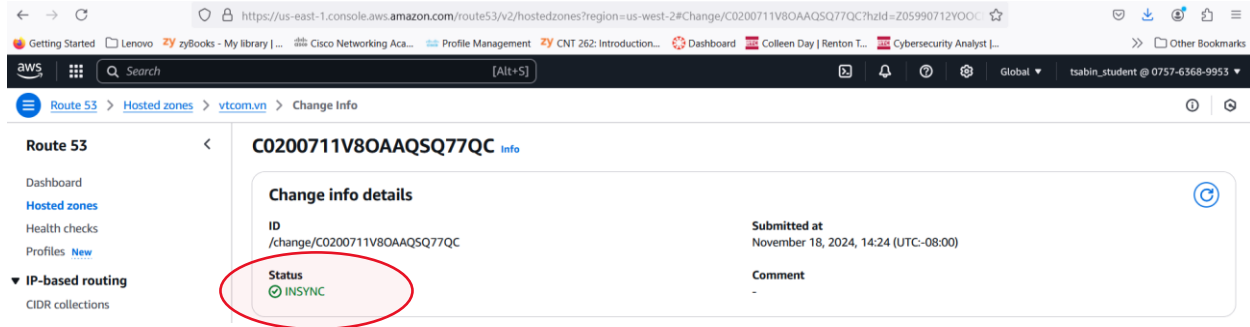 https://us-east-1.console.aws.amazon.com/route53/v2/hostedzones?region=us-west-2#Change/C0200711V8OAAQSQ77QC?hzId=Z05990712YOOC
Getting Started Lenovo zyBooks - My library | ... Cisco Networking Aca... Profile Management CNT 262: Introduction... Dashboard Colleen Day | Renton T... Cybersecurity Analyst |... Other Bookmarks
aws Search [Alt+S] Global tsabin_student @ 0757-6368-9953
Route 53 > Hosted zones > vtcom.vn > Change Info
Route 53
Dashboard
Hosted zones
Health checks
Profiles New
IP-based routing
CIDR collections
C0200711V8OAAQSQ77QC Info
Change info details
ID
/change/C0200711V8OAAQSQ77QC
Submitted at
November 18, 2024, 14:24 (UTC-08:00)
Status
INSYNC
Comment
-